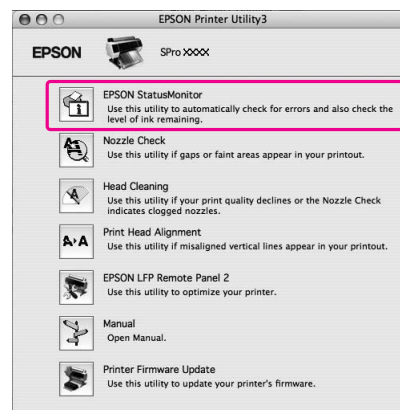 EPSON Printer Utility3
EPSON
SPro XXXX
EPSON StatusMonitor
Use this utility to automatically check for errors and also check the
level of ink remaining.
Nozzle Check
Use this utility if gaps or faint areas appear in your printout.
Head Cleaning
Use this utility if your print quality declines or the Nozzle Check
indicates clogged nozzles.
Print Head Alignment
Use this utility if misaligned vertical lines appear in your printout.
EPSON LFP Remote Panel 2
Use this utility to optimize your printer.
Manual
Open Manual.
Printer Firmware Update
Use this utility to update your printer's firmware.